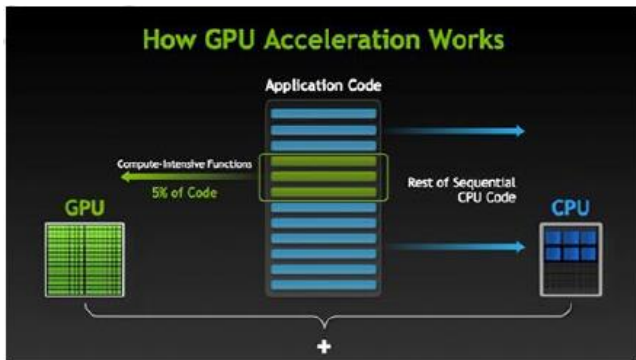 How GPU Acceleration Works
Application Code
Compute-Intensive Functions
5% of Code
Rest of Sequential
CPU Code
GPU
CPU
+